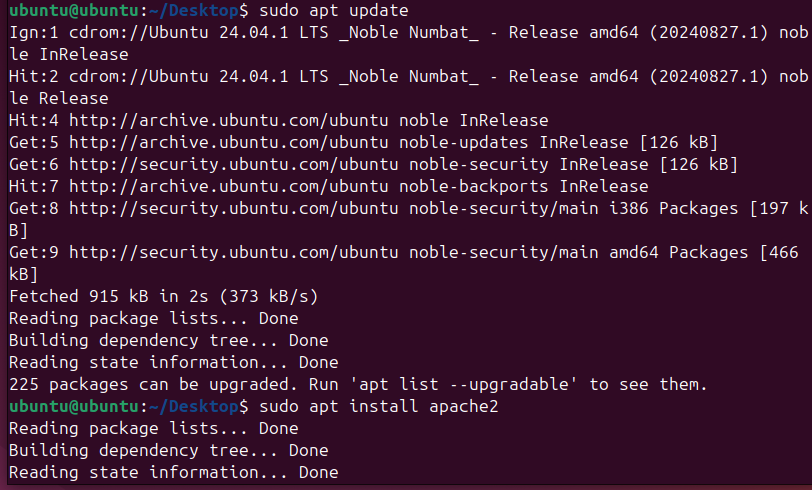 ubuntu@ubuntu:~/Desktop$ sudo apt update
Ign:1 cdrom://Ubuntu 24.04.1 LTS _Noble Numbat_ - Release amd64 (20240827.1) nob
le InRelease
Hit:2 cdrom://Ubuntu 24.04.1 LTS _Noble Numbat_ - Release amd64 (20240827.1) nob
le Release
Hit:4 http://archive.ubuntu.com/ubuntu noble InRelease
Get:5 http://archive.ubuntu.com/ubuntu noble-updates InRelease [126 kB]
Get:6 http://security.ubuntu.com/ubuntu noble-security InRelease [126 kB]
Hit:7 http://archive.ubuntu.com/ubuntu noble-backports InRelease
Get:8 http://security.ubuntu.com/ubuntu noble-security/main i386 Packages [197 k
B]
Get:9 http://security.ubuntu.com/ubuntu noble-security/main amd64 Packages [466
kB]
Fetched 915 kB in 2s (373 kB/s)
Reading package lists... Done
Building dependency tree... Done
Reading state information... Done
225 packages can be upgraded. Run 'apt list --upgradable' to see them.
ubuntu@ubuntu:~/Desktop$ sudo apt install apache2
Reading package lists... Done
Building dependency tree... Done
Reading state information... Done